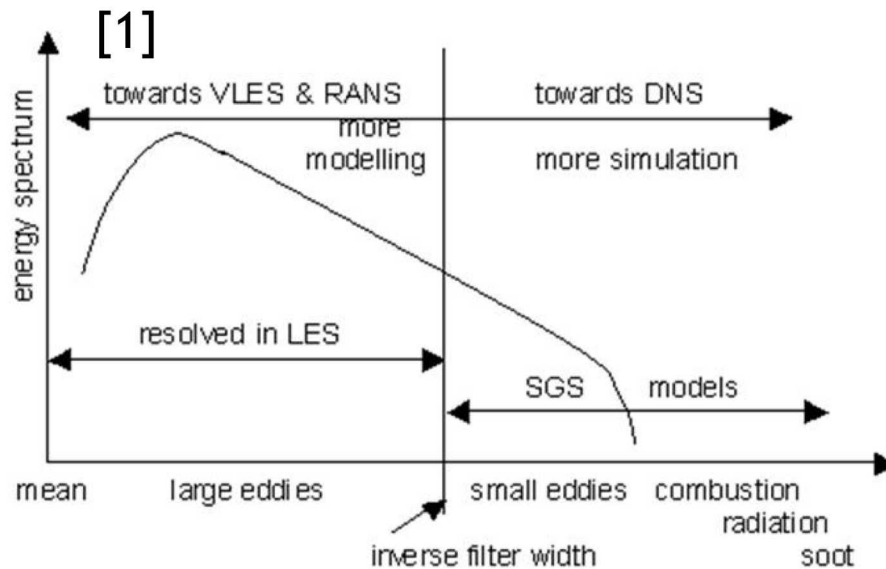 [1]
towards VLES & RANS
towards DNS
more
modelling
more simulation
energy spectrum
resolved in LES
SGS models
mean
large eddies
small eddies
combustion
radiation
soot
inverse filter width